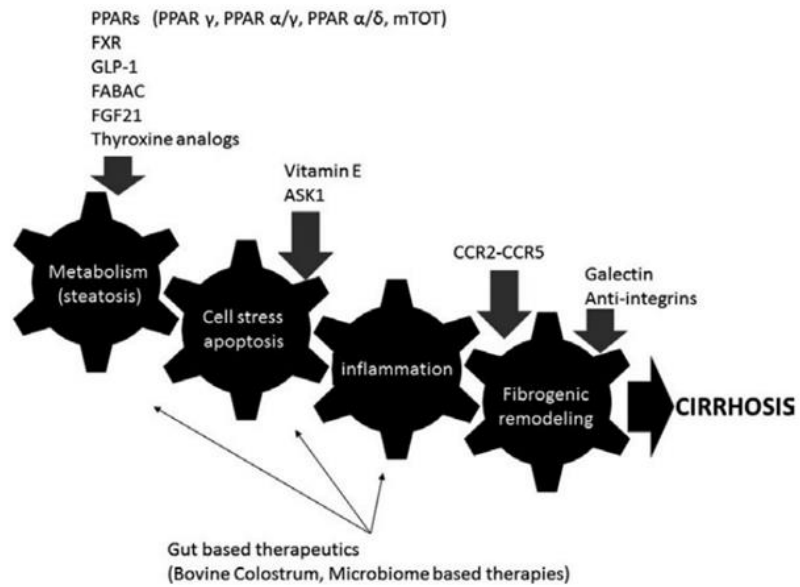 PPARs (PPAR γ, PPAR α/γ, PPAR α/δ, mTOT)
FXR
GLP-1
FABAC
FGF21
Thyroxine analogs
Vitamin E
ASK1
CCR2-CCR5
Galectin
Anti-integrins
Metabolism
(steatosis)
Cell stress
apoptosis
inflammation
Fibrogenic
remodeling
CIRRHOSIS
Gut based therapeutics
(Bovine Colostrum, Microbiome based therapies)